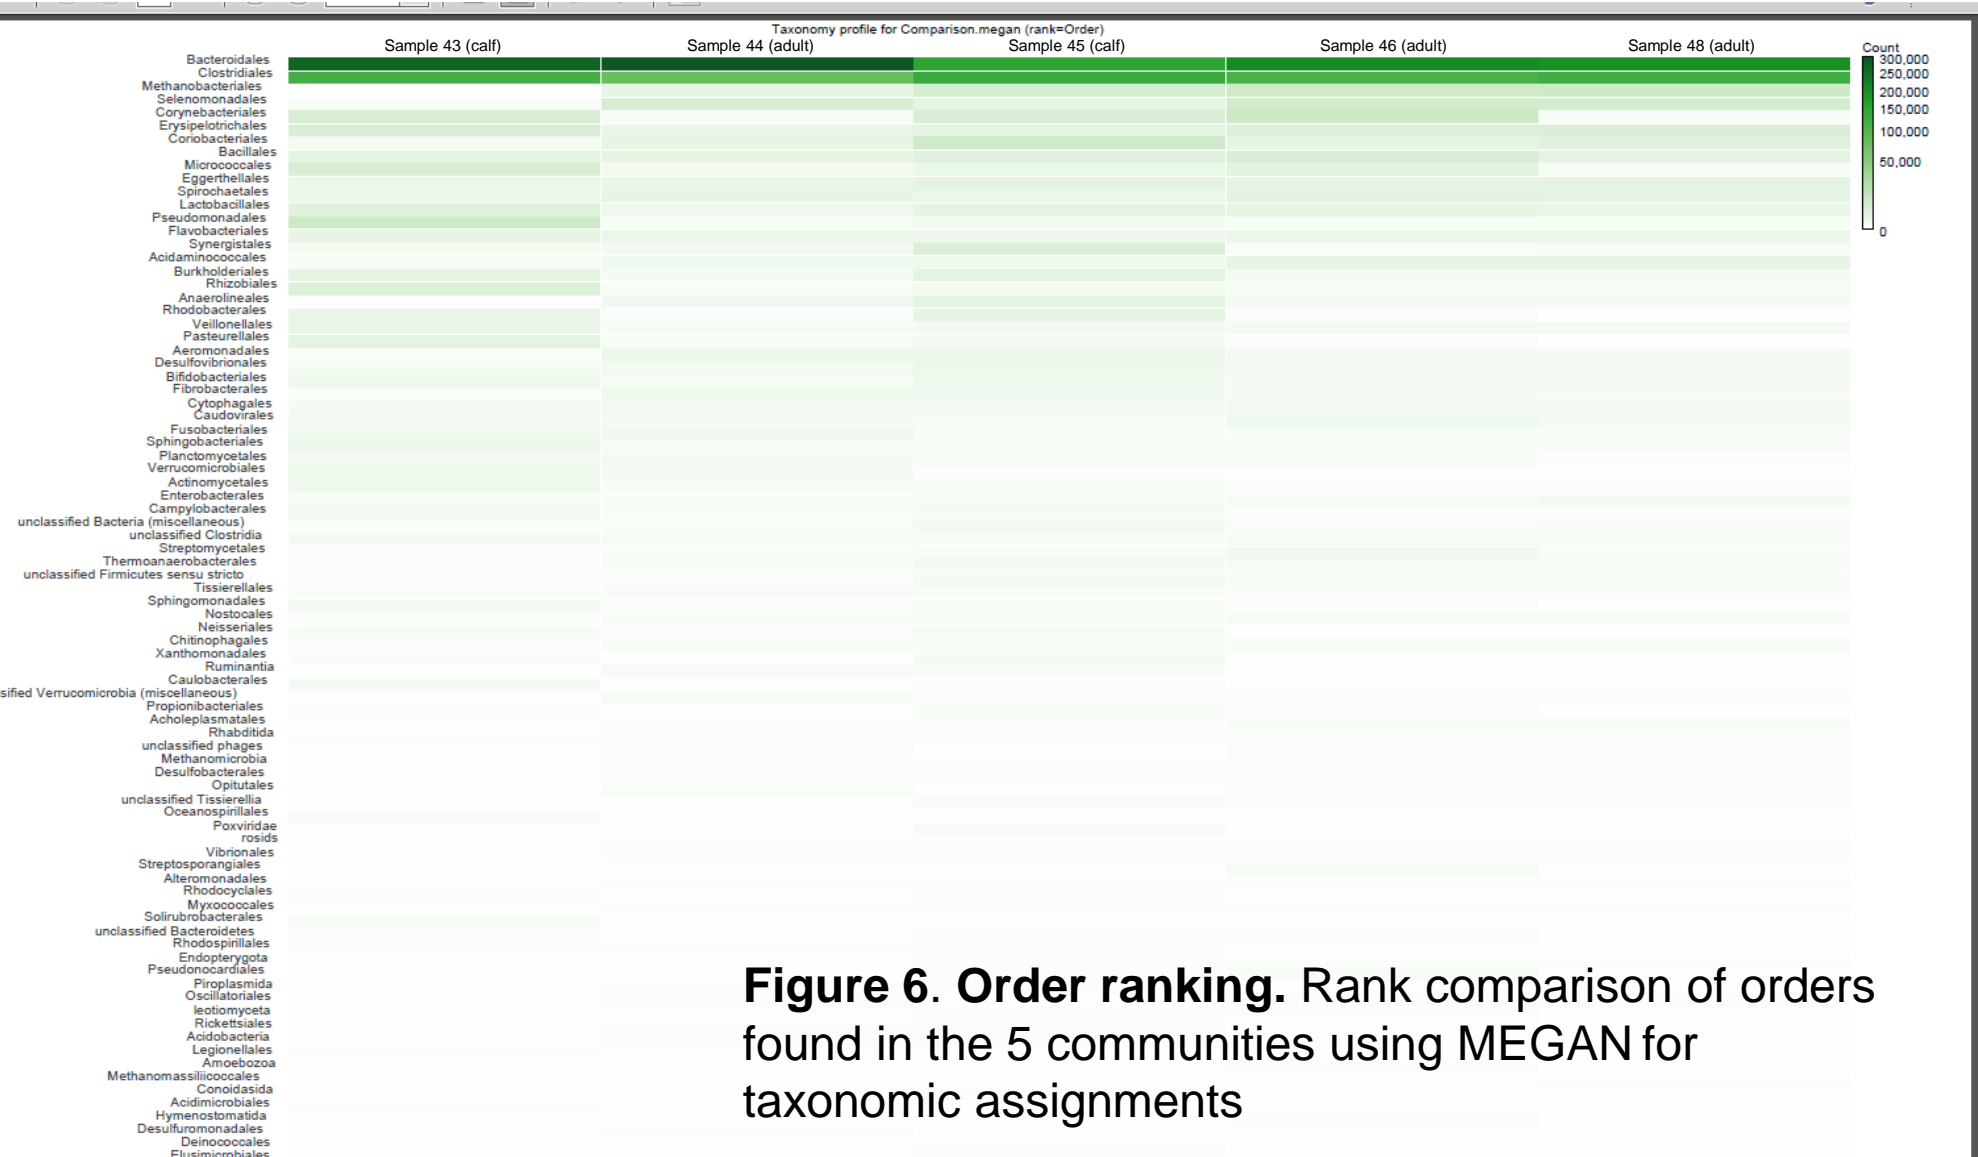 Taxonomy profile for Comparison.megan (rank=Order)
Sample 43 (calf) Sample 44 (adult) Sample 45 (calf) Sample 46 (adult) Sample 48 (adult)
Count
300,000
250,000
200,000
150,000
100,000
50,000
0
Bacteroidales
Clostridiales
Methanobacteriales
Selenomonadales
Corynebacteriales
Erysipelotrichales
Coriobacteriales
Bacillales
Micrococcales
Eggerthellales
Spirochaetales
Lactobacillales
Pseudomonadales
Flavobacteriales
Synergistales
Acidaminococcales
Burkholderiales
Rhizobiales
Anaerolineales
Rhodobacterales
Veillonellales
Pasteurellales
Aeromonadales
Desulfovibrionales
Bifidobacteriales
Fibrobacterales
Cytophagales
Caudovirales
Fusobacteriales
Sphingobacteriales
Planctomycetales
Verrucomicrobiales
Actinomycetales
Enterobacterales
Campylobacterales
unclassified Bacteria (miscellaneous)
unclassified Clostridia
Streptomycetales
Thermoanaerobacterales
unclassified Firmicutes sensu stricto
Tissierellales
Sphingomonadales
Nostocales
Neisseriales
Chitinophagales
Xanthomonadales
Ruminantia
Caulobacterales
sified Verrucomicrobia (miscellaneous)
Propionibacteriales
Acholeplasmatales
Rhabditida
unclassified phages
Methanomicrobia
Desulfobacterales
Opitutales
unclassified Tissierellia
Oceanospirillales
Poxviridae
rosids
Vibrionales
Streptosporangiales
Alteromonadales
Rhodocyclales
Myxococcales
Solirubrobacterales
unclassified Bacteroidetes
Rhodospirillales
Endopterygota
Pseudonocardiales
Piroplasmida
Oscillatoriales
leotiomyceta
Rickettsiales
Acidobacteria
Legionellales
Amoebozoa
Methanomassiliicoccales
Conoidasida
Acidimicrobiales
Hymenostomatida
Desulfuromonadales
Deinococcales
Elusimicrobiales
Figure 6. Order ranking. Rank comparison of orders
found in the 5 communities using MEGAN for
taxonomic assignments